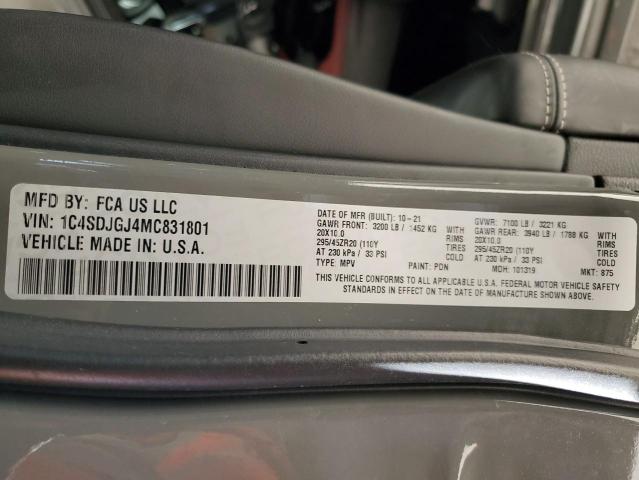 MFD BY: FCA US LLC
VIN: 1C4SDJGJ4MC831801
VEHICLE MADE IN: U.S.A.
DATE OF MFR (BUILT): 10-21 GVWR: 7100 LB / 3221 KG
GAWR FRONT: 3200 LB / 1452 KG WITH GAWR REAR: 3940 LB / 1788 KG WITH
20X10.0 TIRES 20X10.0 TIRES
295/45ZR20 (110Y RIMS 295/45ZR20 (110Y RIMS
AT 230 kPa / 33 PSI COLD AT 230 kPa / 33 PSI COLD
TYPE: MPV PAINT: PDN MDH: 101319 MKT: 875
THIS VEHICLE CONFORMS TO ALL APPLICABLE U.S.A. FEDERAL MOTOR VEHICLE SAFETY
STANDARDS IN EFFECT ON THE DATE OF MANUFACTURE SHOWN ABOVE.